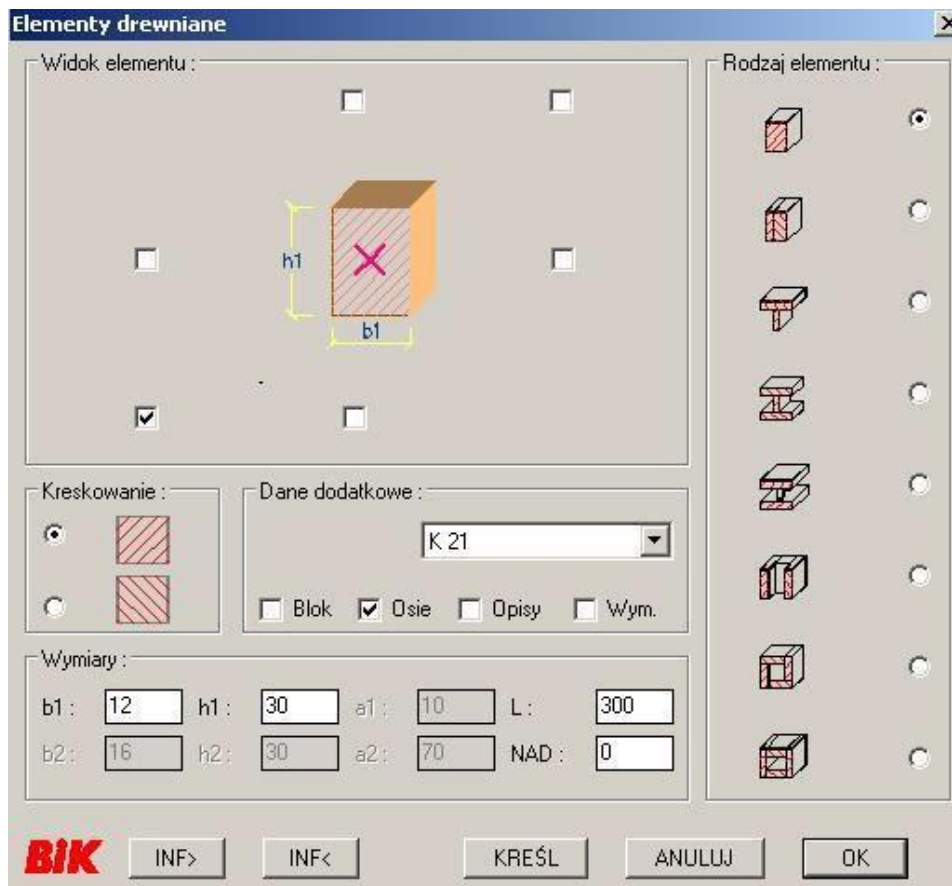 Elementy drewniane
Widok elementu :
h1
b1
Rodzaj elementu :
Kreskowanie :
Dane dodatkowe :
K 21
Blok Osie Opisy Wym.
Wymiary :
b1 : 12 h1 : 30 a1 : 10 L : 300
b2 : 16 h2 : 30 a2 : 70 NAD : 0
BiK INF> INF< KREŚL ANULUJ OK